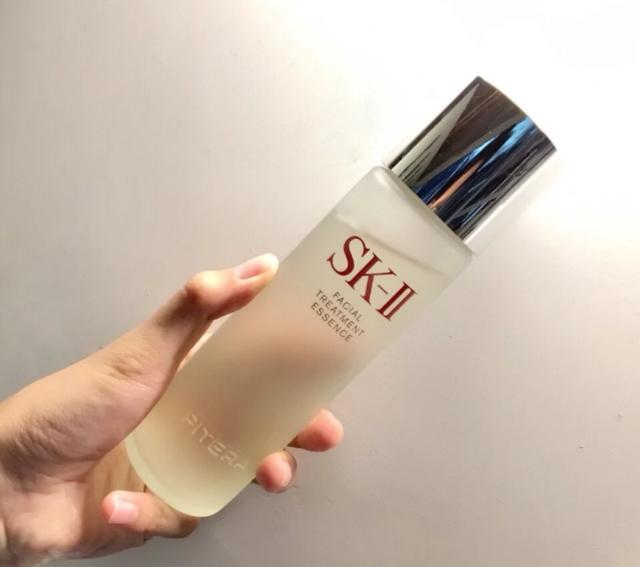 SK-II
FACIAL
TREATMENT
ESSENCE
PITERA